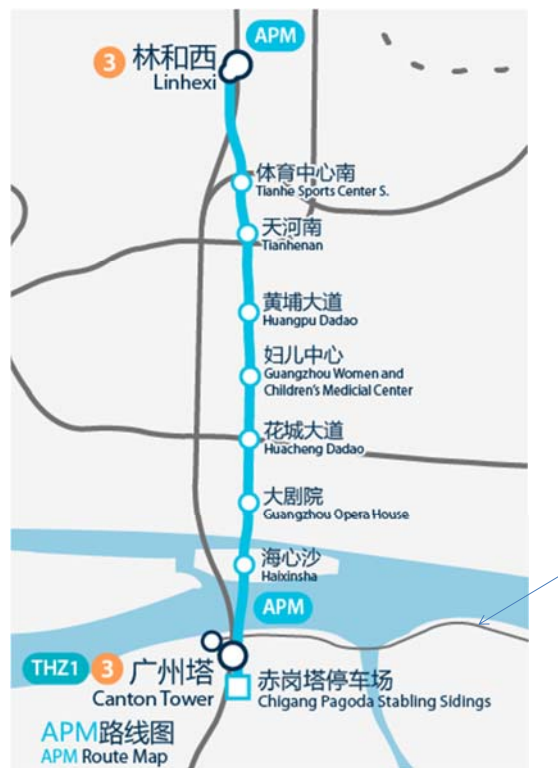 APM
3 林和西
Linhexi
体育中心南
Tianhe Sports Center S.
天河南
Tianhenan
黄埔大道
Huangpu Dadao
妇儿中心
Guangzhou Women and
Children's Medicial Center
花城大道
Huacheng Dadao
大剧院
Guangzhou Opera House
海心沙
Haixinsha
APM
THZ1 3 广州塔
Canton Tower
赤岗塔停车场
Chigang Pagoda Stabling Sidings
APM路线图
APM Route Map